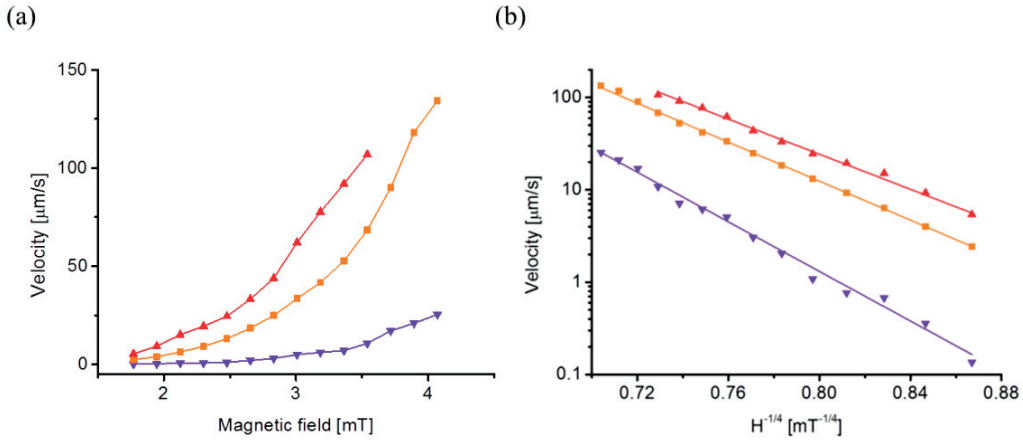 (a)
(b)
150
100
50
0
Velocity [μm/s]
2
3
4
Magnetic field [mT]
100
10
1
0.1
Velocity [μm/s]
0.72
0.76
0.80
0.84
0.88
H⁻¹/⁴ [mT⁻¹/⁴]